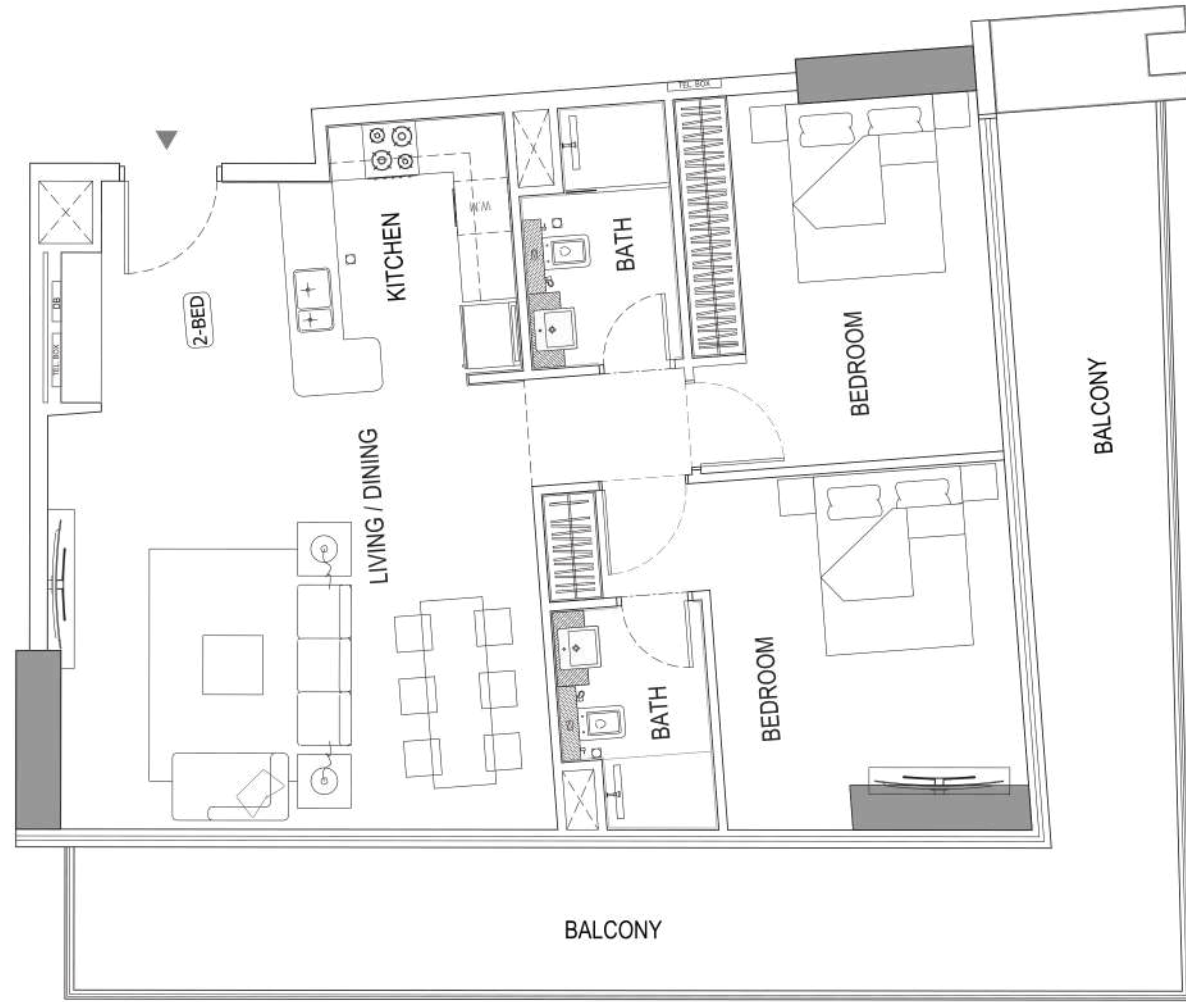 TEL. BOX
W.M
KITCHEN
BATH
2-BED
DB
TEL BOX
BEDROOM
BALCONY
LIVING / DINING
BEDROOM
BATH
BALCONY